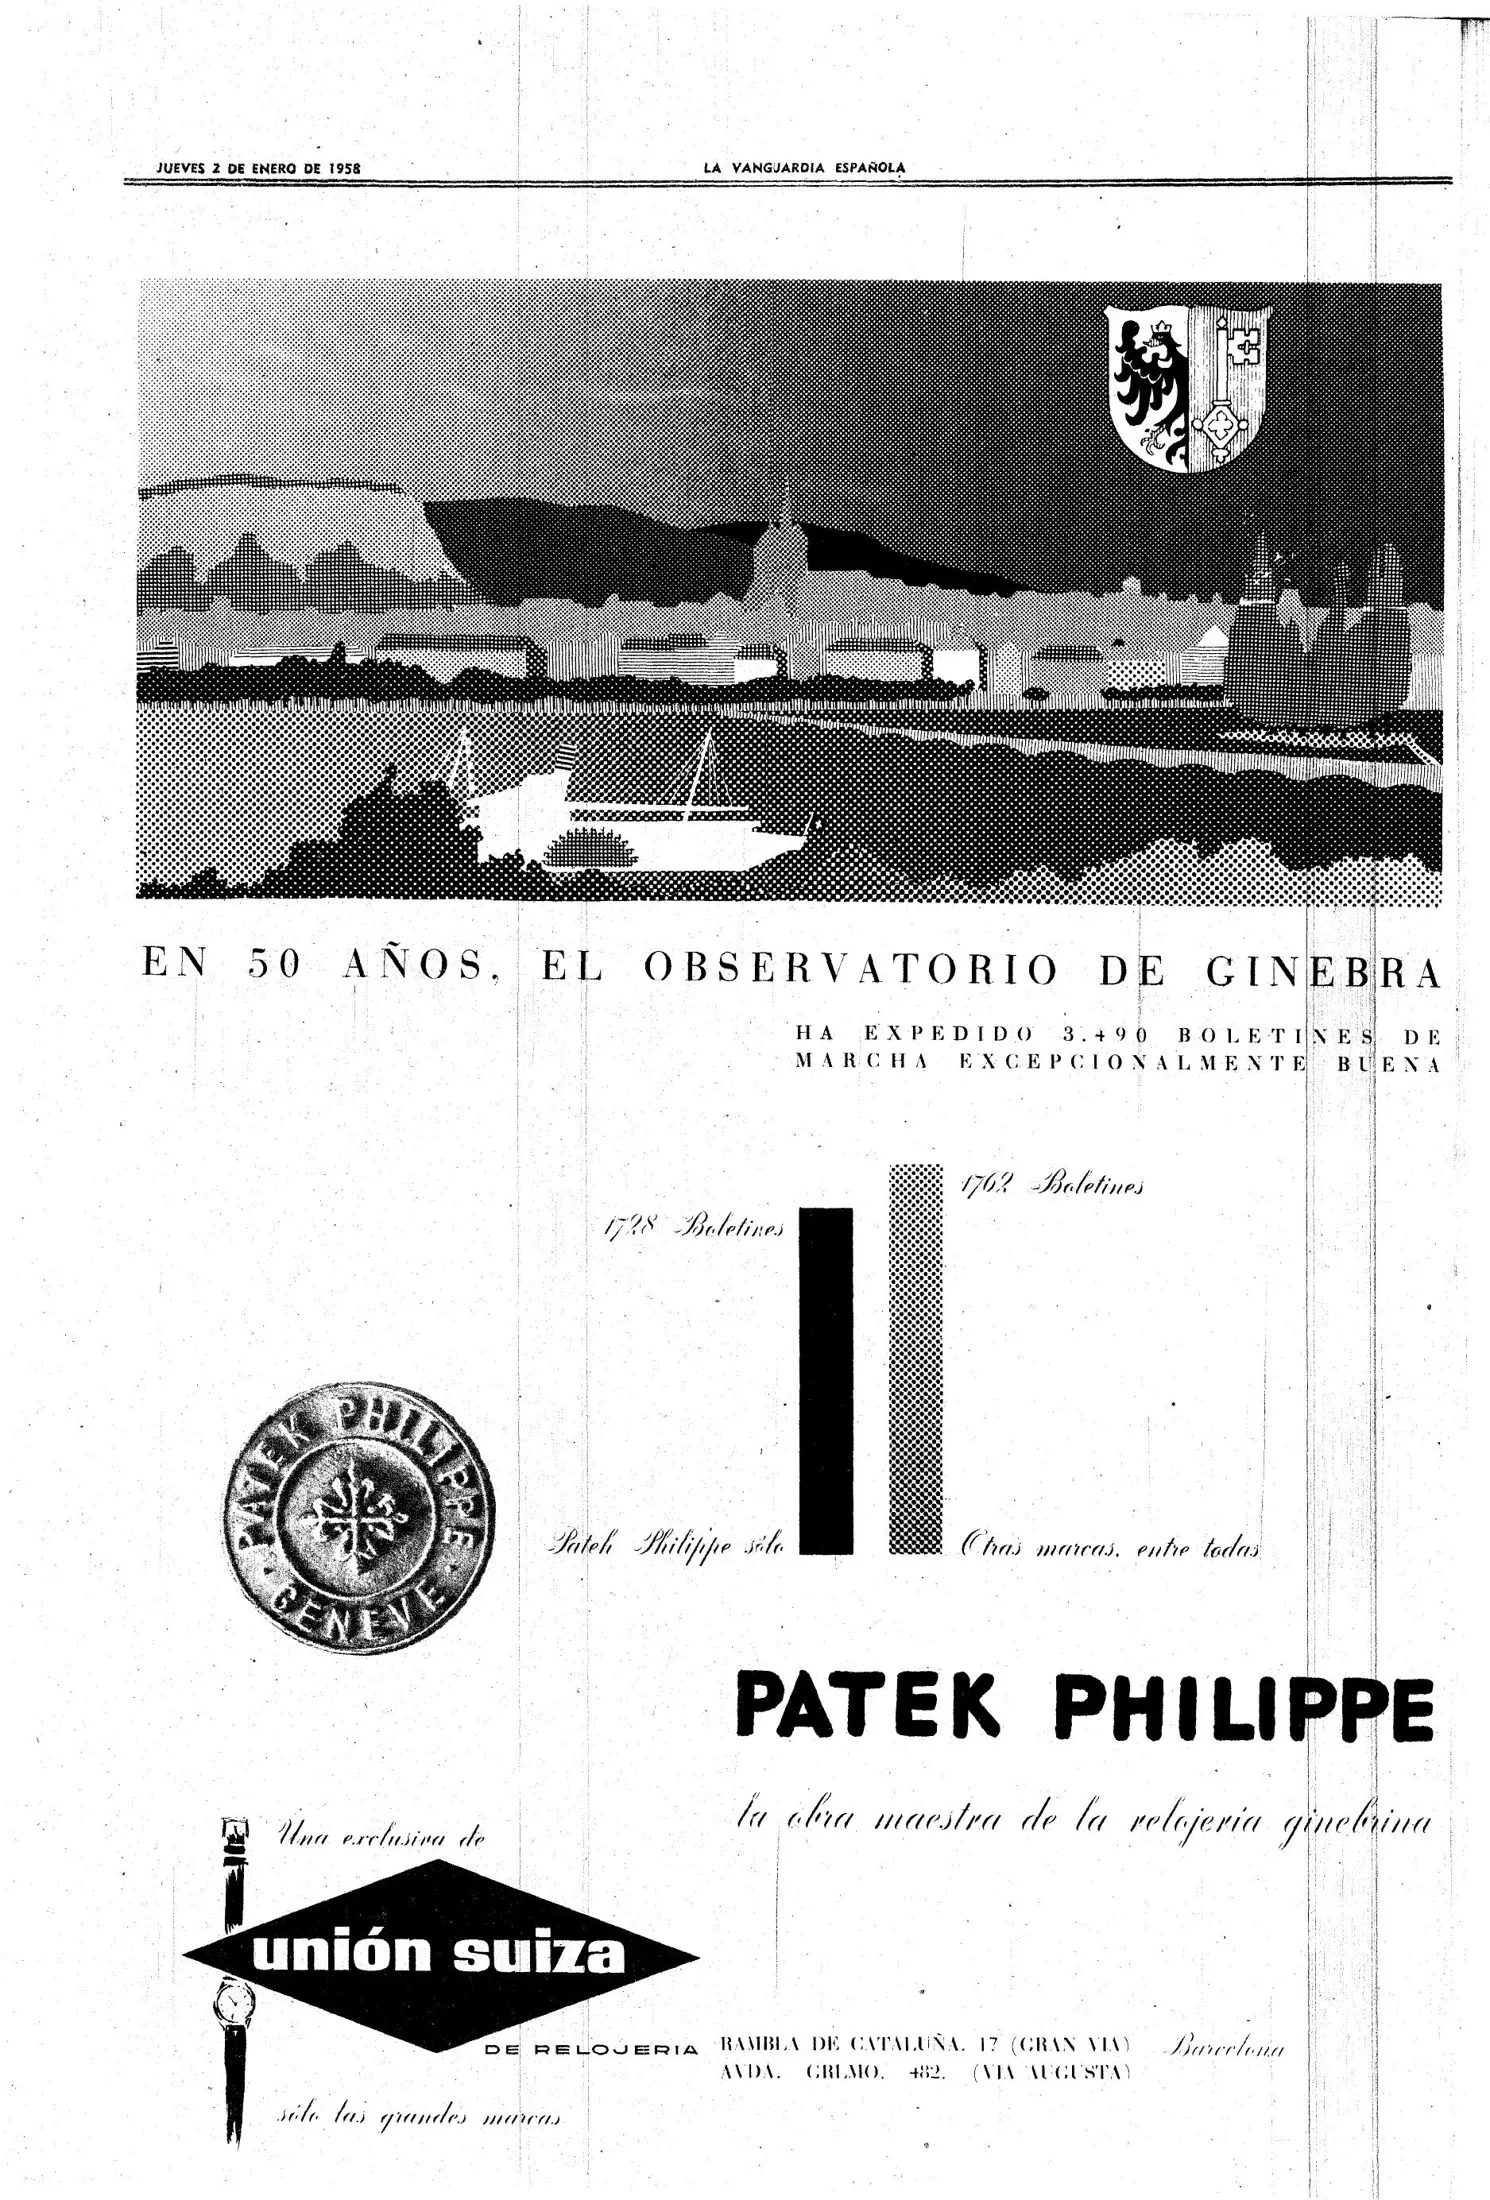 JUEVES 2 DE ENERO DE 1958
LA VANGUARDIA ESPAÑOLA
EN 50 AÑOS, EL OBSERVATORIO DE GINEBRA
HA EXPEDIDO 3.490 BOLETINES DE
MARCHA EXCEPCIONALMENTE BUENA
1762 Boletines
1728 Boletines
PATEK PHILIPPE
GENEVE
Patek Philippe sólo
Otras marcas, entre todas
PATEK PHILIPPE
la obra maestra de la relojería ginebrina
Una exclusiva de
unión suiza
DE RELOJERIA
RAMBLA DE CATALUÑA, 17 (GRAN VIA)
AVDA. GRLMO. 482. (VIA AUGUSTA)
Barcelona
sólo las grandes marcas